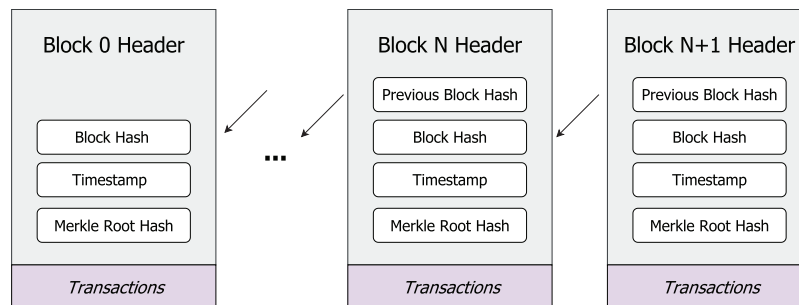 Block 0 Header
Block Hash
Timestamp
Merkle Root Hash
Transactions
...
Block N Header
Previous Block Hash
Block Hash
Timestamp
Merkle Root Hash
Transactions
Block N+1 Header
Previous Block Hash
Block Hash
Timestamp
Merkle Root Hash
Transactions